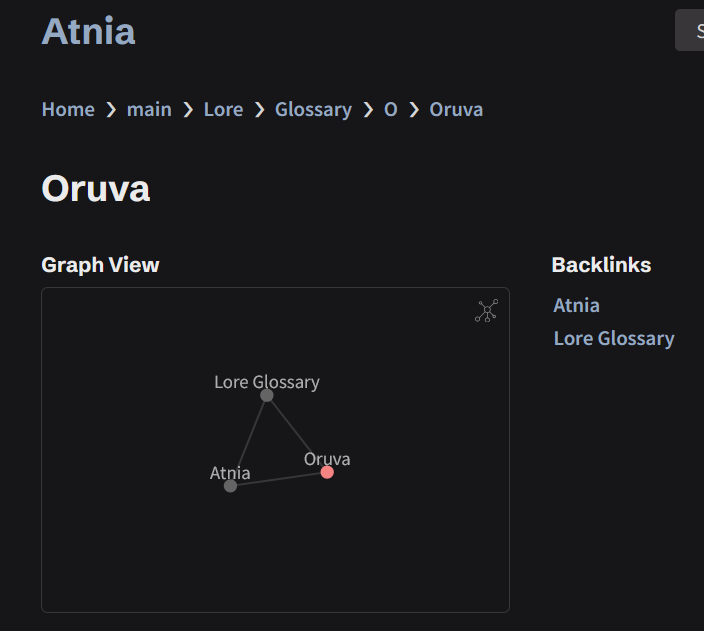 Atnia
Home ❯ main ❯ Lore ❯ Glossary ❯ O ❯ Oruva
Oruva
Graph View
Lore Glossary
Oruva
Atnia
Backlinks
Atnia
Lore Glossary